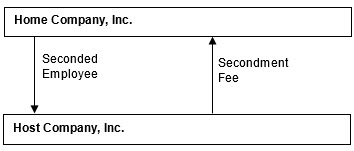 Home Company, Inc.
Seconded
Employee
Secondment
Fee
Host Company, Inc.